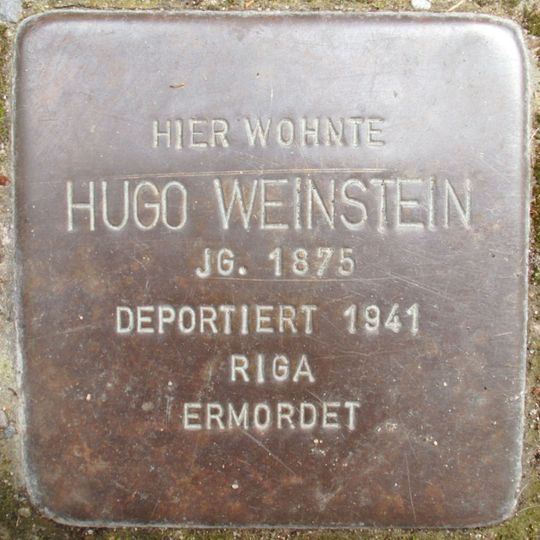 HIER WOHNTE
HUGO WEINSTEIN
JG. 1875
DEPORTIERT 1941
RIGA
ERMORDET